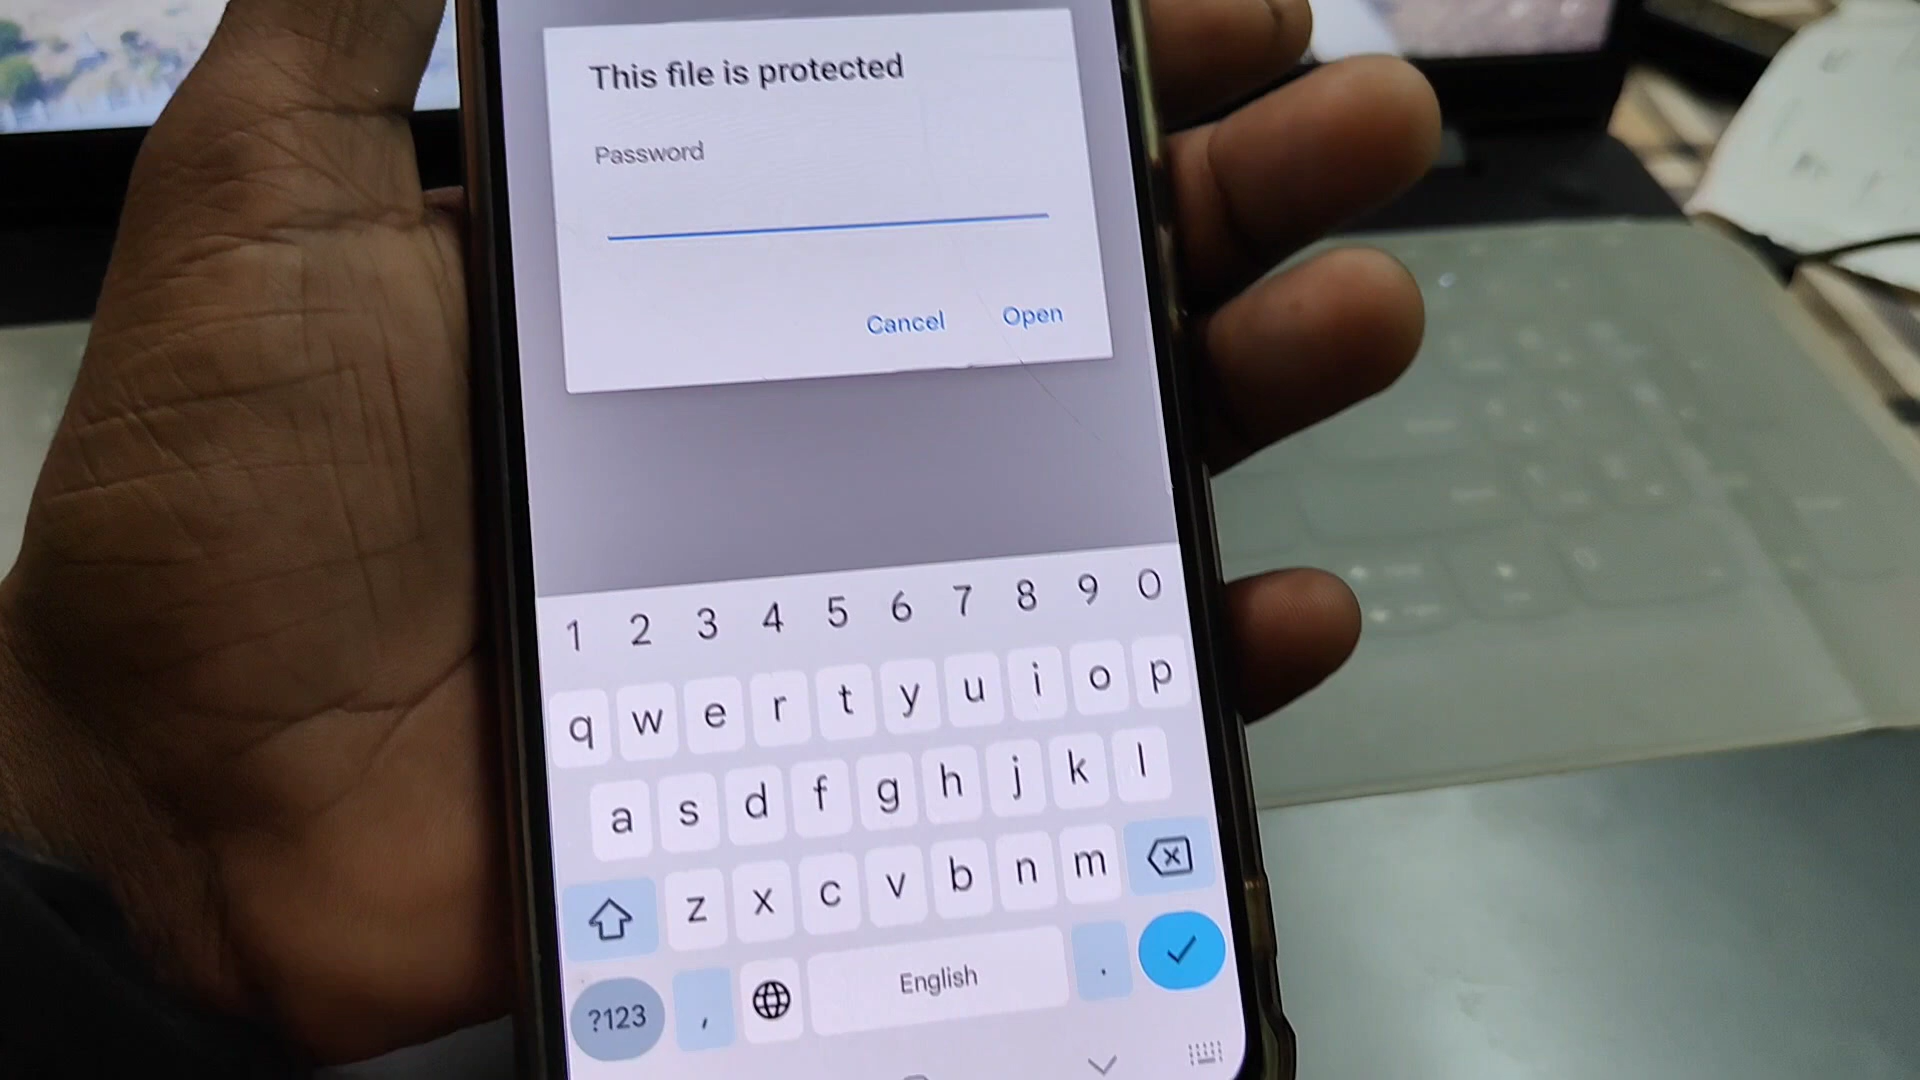 This file is protected
Password
Cancel Open
1 2 3 4 5 6 7 8 9 0
q w e r t y u i o p
a s d f g h j k l
z x c v b n m
?123 , English .